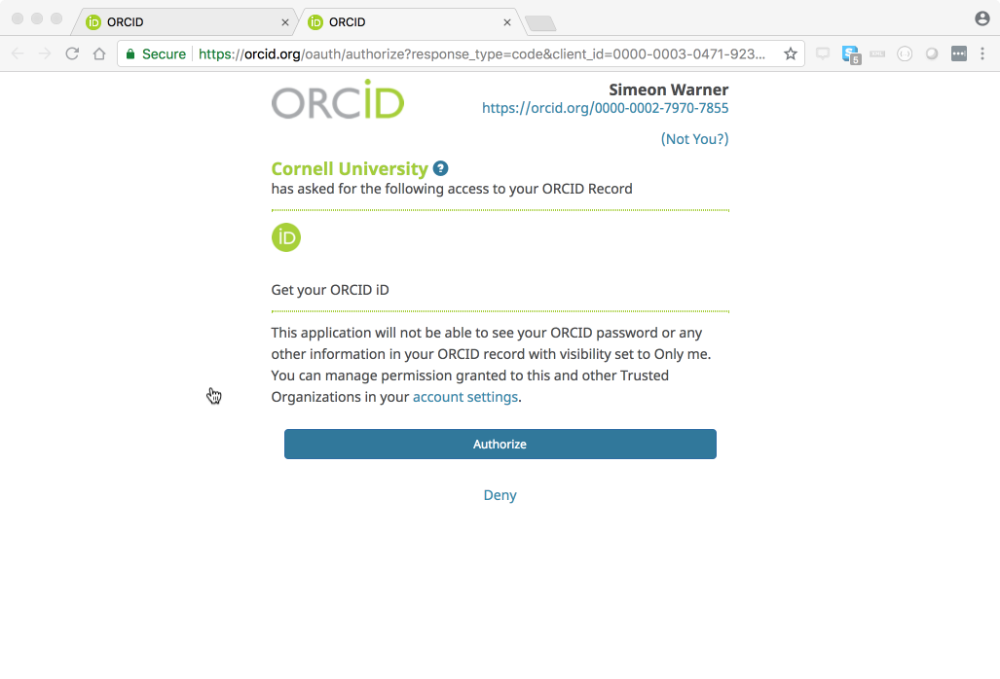 ORCID
ORCID
Secure https://orcid.org/oauth/authorize?response_type=code&client_id=0000-0003-0471-923...
S 5
ORCiD
Simeon Warner
https://orcid.org/0000-0002-7970-7855
(Not You?)
Cornell University ?
has asked for the following access to your ORCID Record
iD
Get your ORCID iD
This application will not be able to see your ORCID password or any
other information in your ORCID record with visibility set to Only me.
You can manage permission granted to this and other Trusted
Organizations in your account settings.
Authorize
Deny